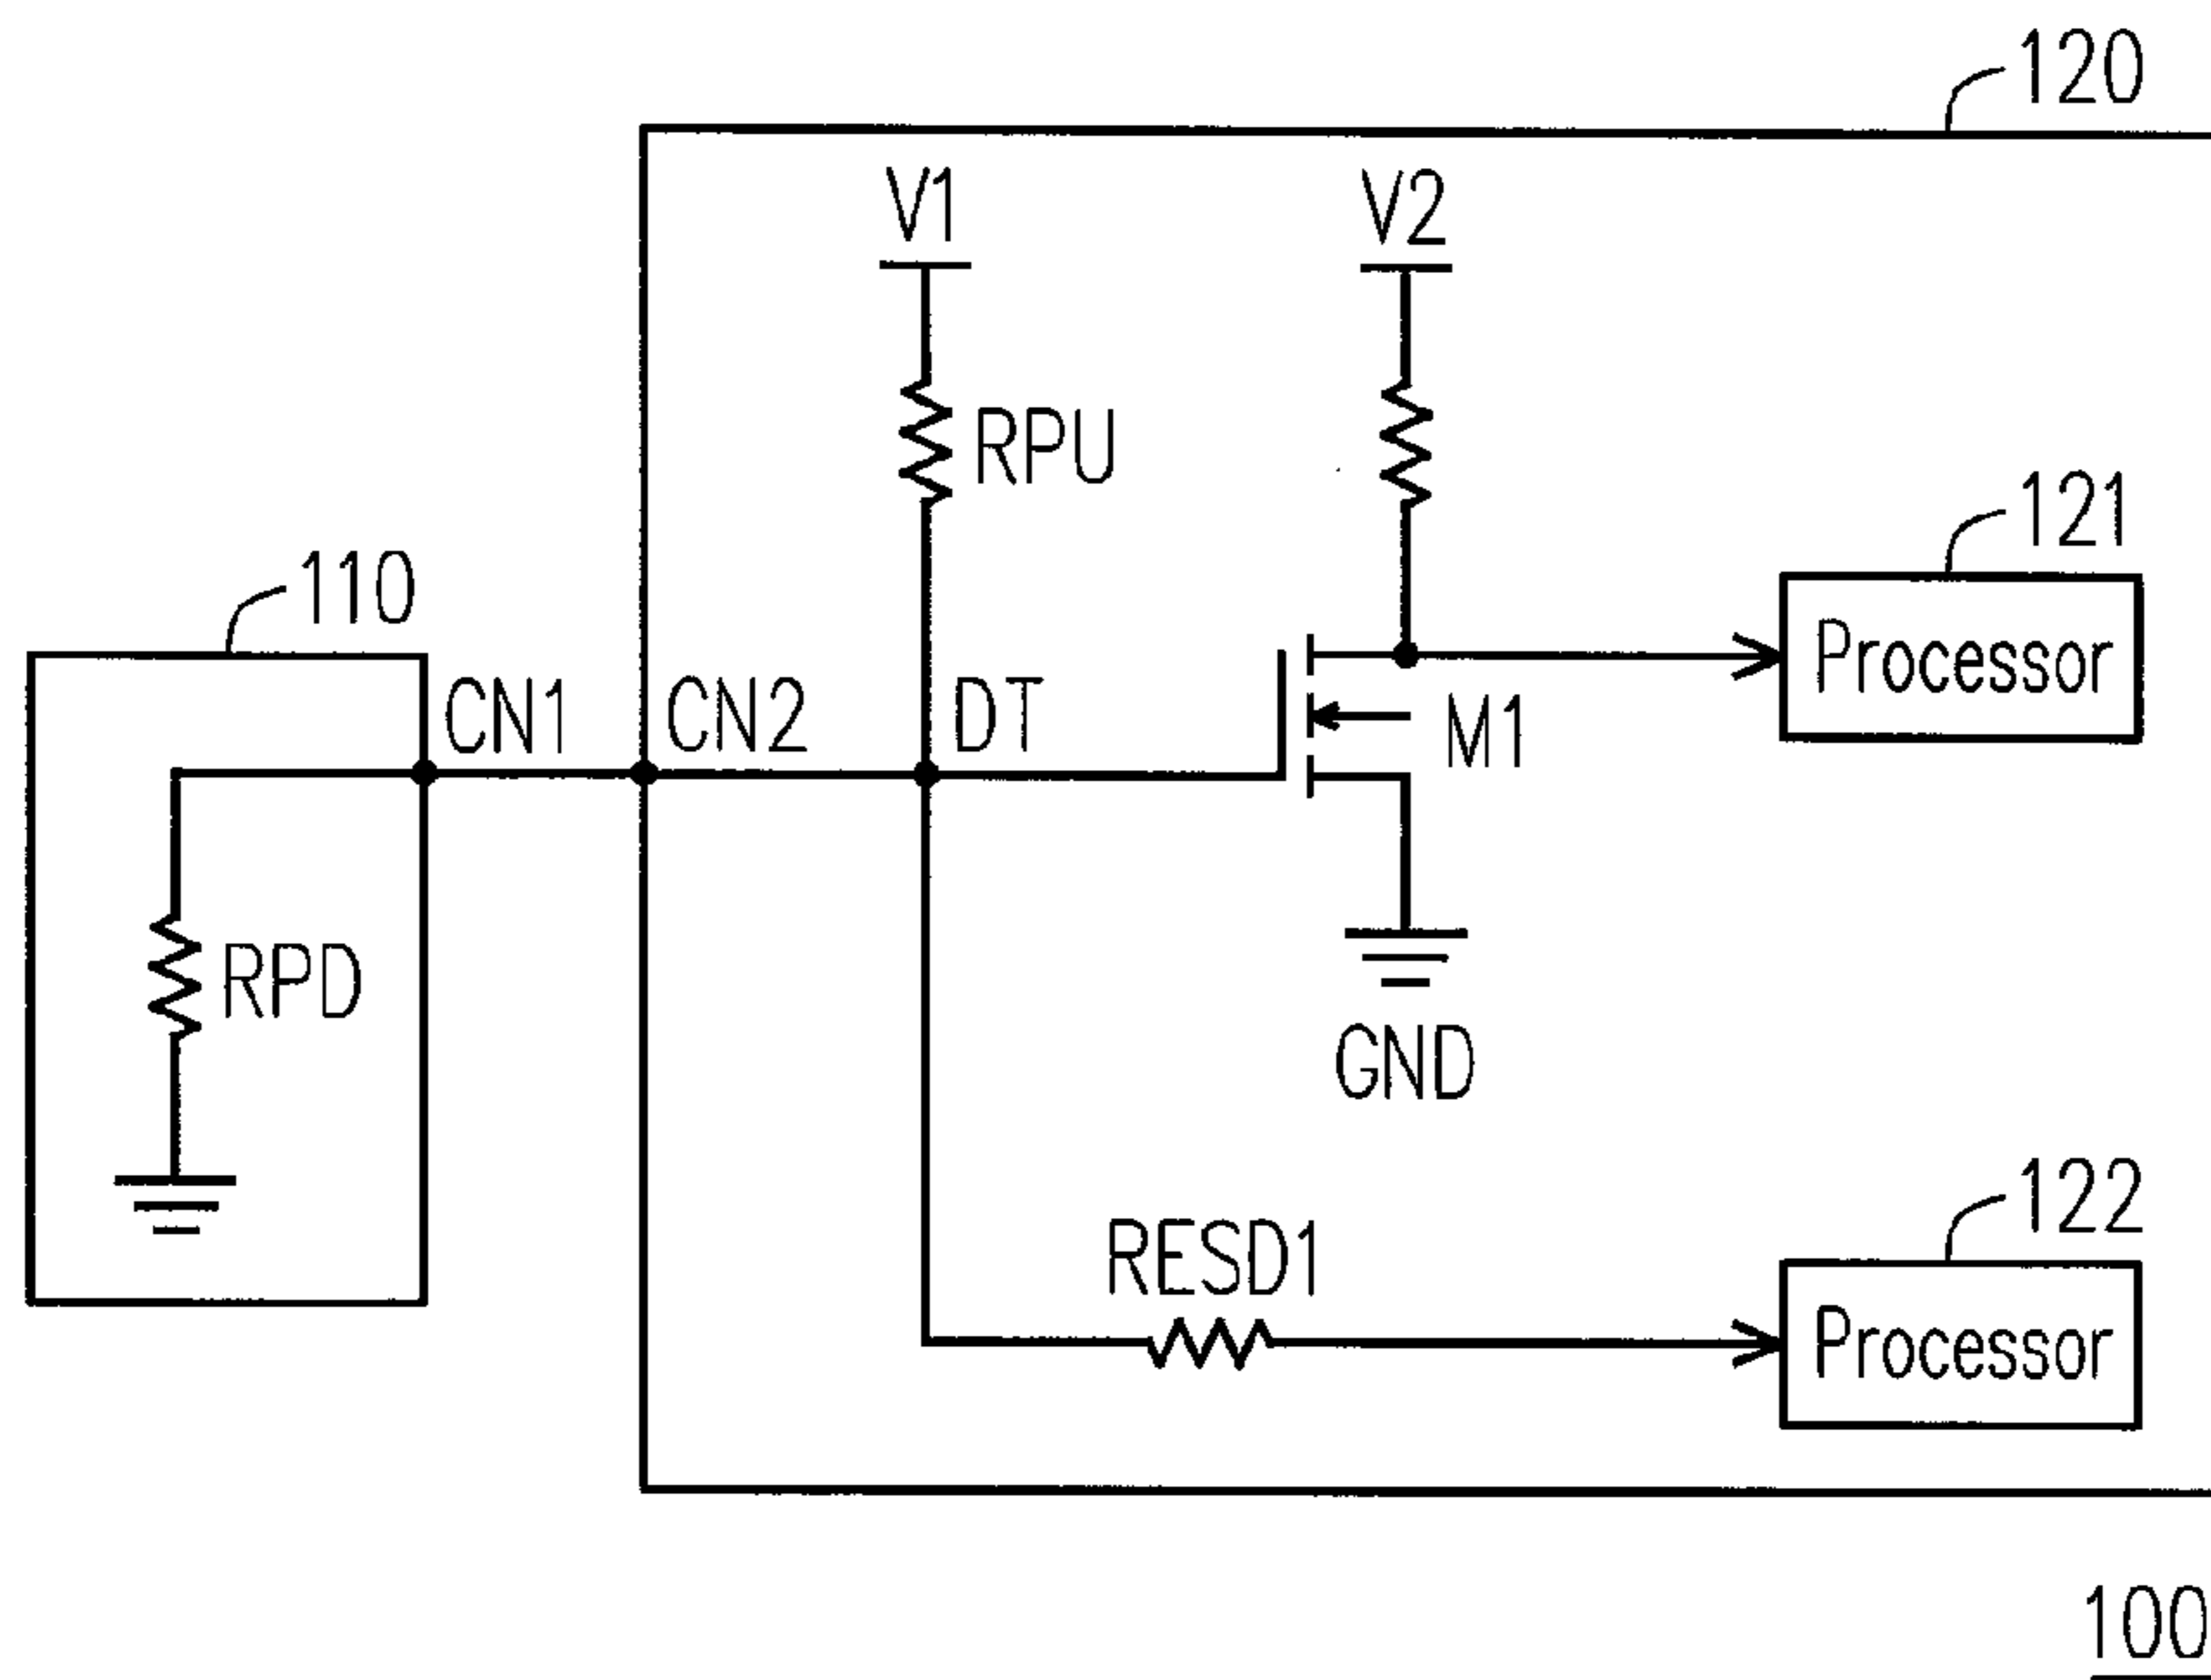 120
V1
V2
RPU
121
110
Processor
CN1
CN2
DT
M1
RPD
GND
122
RESD1
Processor
100